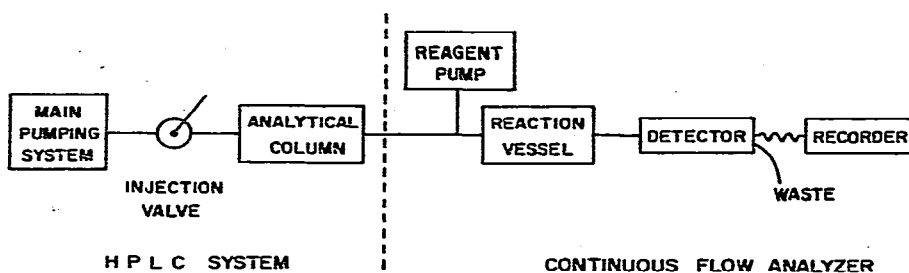 REAGENT
PUMP
MAIN
PUMPING
SYSTEM
INJECTION
VALVE
ANALYTICAL
COLUMN
REACTION
VESSEL
DETECTOR
RECORDER
WASTE
HPLC SYSTEM
CONTINUOUS FLOW ANALYZER